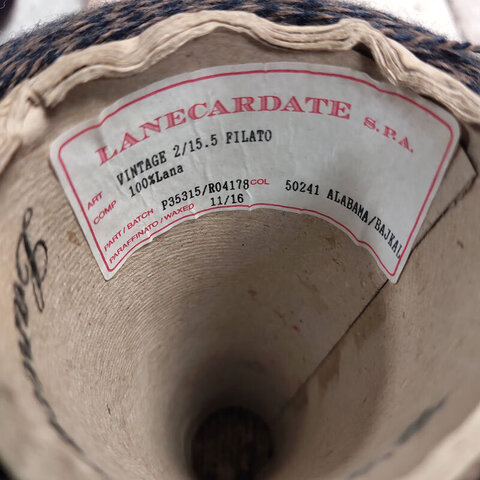 LANECARDATE S.P.A.
ART VINTAGE 2/15.5 FILATO
COMP 100%Lana
PART / BATCH P35315/R04178 COL 50241 ALABAMA/BAJKAL
PARAFFINATO / WAXED 11/16